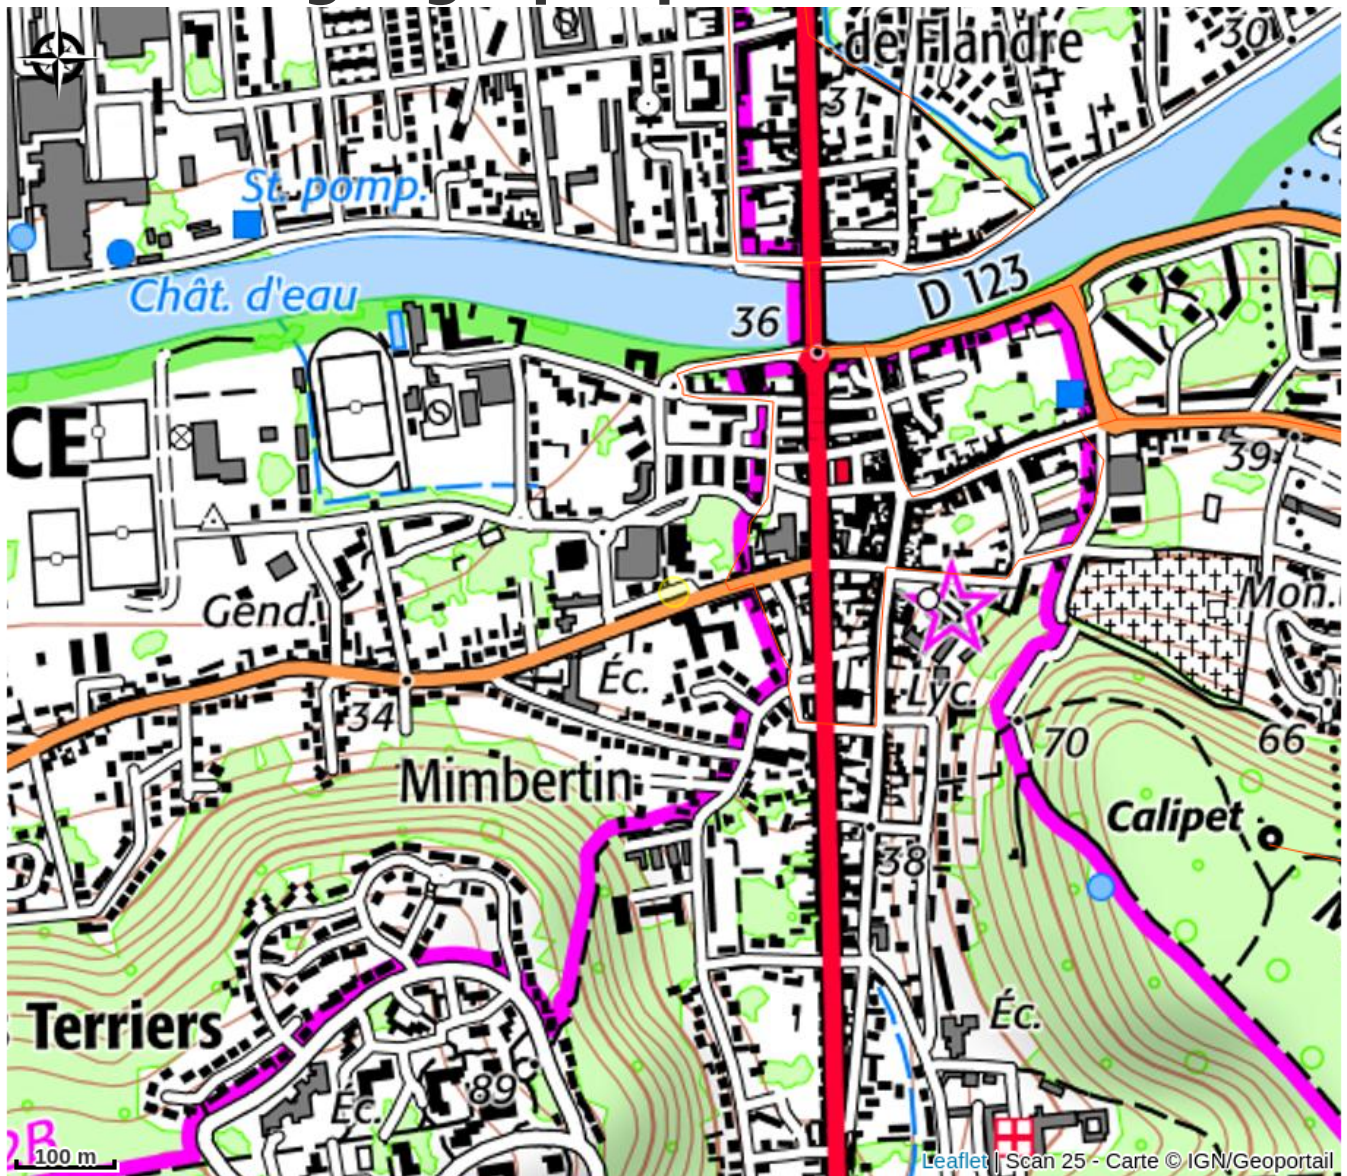 de Flandre
30
31
St. pomp.
Chât. d'eau
D 123
36
CE
39
Gend.
Mon.
Éc.
Lyc.
34
70
66
Mimbertin
Calipet
38
Terriers
Éc.
89
Éc.
100 m
Leaflet | Scan 25 - Carte © IGN/Geoportail